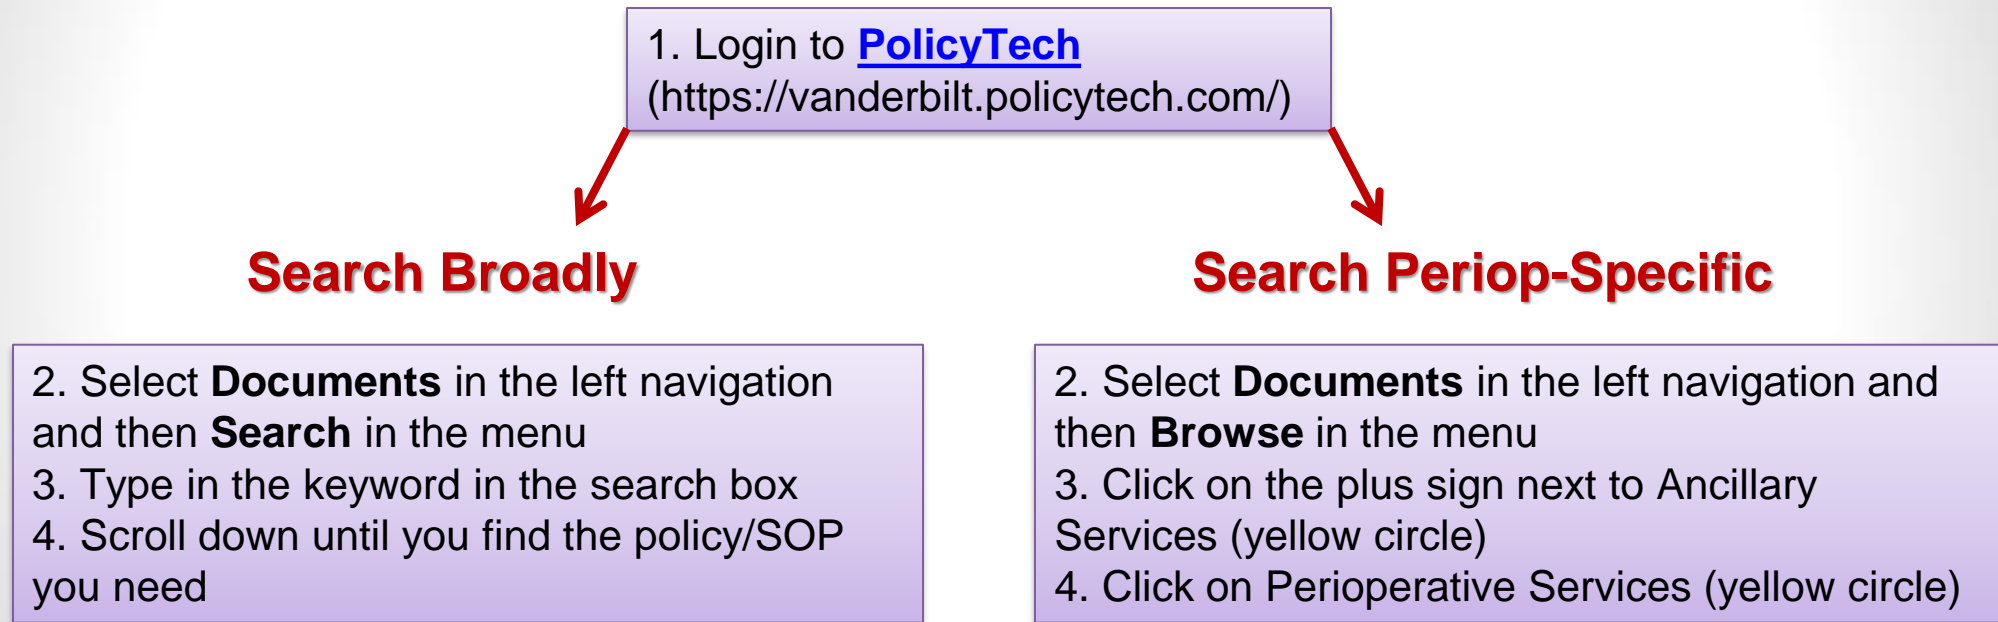 1. Login to PolicyTech
(https://vanderbilt.policytech.com/)
Search Broadly
2. Select Documents in the left navigation
and then Search in the menu
3. Type in the keyword in the search box
4. Scroll down until you find the policy/SOP
you need
Search Periop-Specific
2. Select Documents in the left navigation and
then Browse in the menu
3. Click on the plus sign next to Ancillary
Services (yellow circle)
4. Click on Perioperative Services (yellow circle)